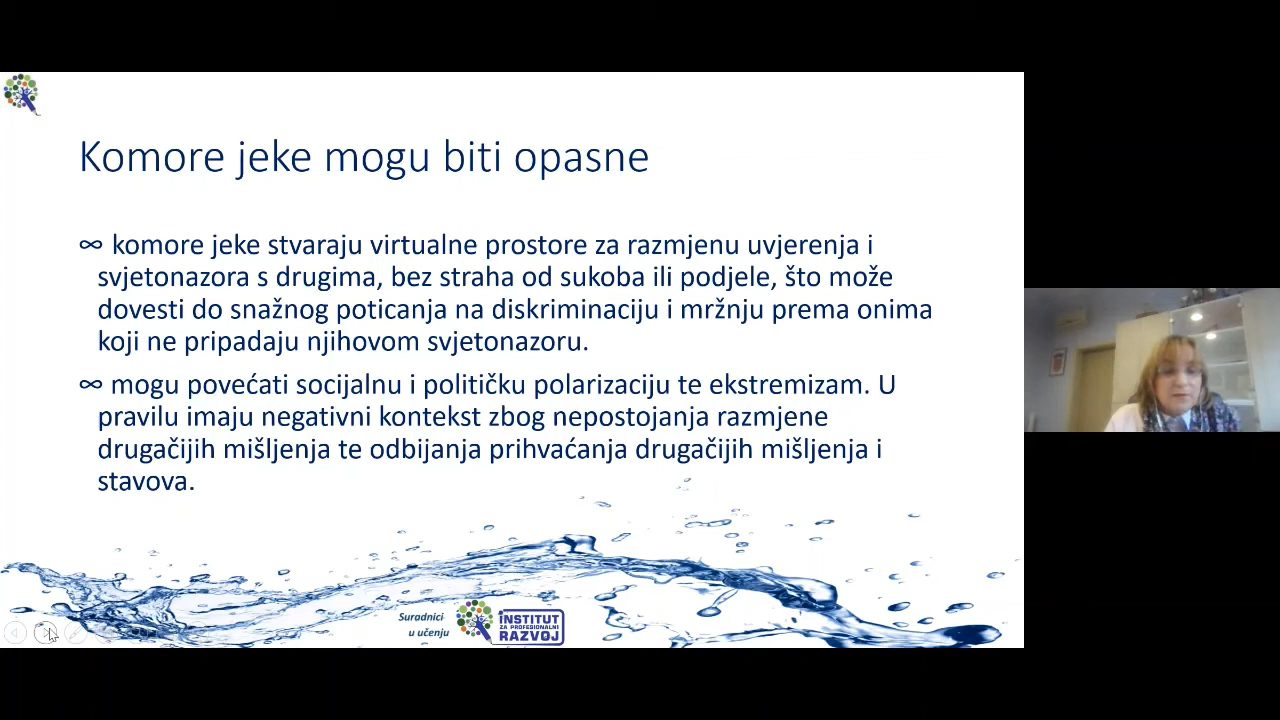 Komore jeke mogu biti opasne
∞ komore jeke stvaraju virtualne prostore za razmjenu uvjerenja i
svjetonazora s drugima, bez straha od sukoba ili podjele, što može
dovesti do snažnog poticanja na diskriminaciju i mržnju prema onima
koji ne pripadaju njihovom svjetonazoru.
∞ mogu povećati socijalnu i političku polarizaciju te ekstremizam. U
pravilu imaju negativni kontekst zbog nepostojanja razmjene
drugačijih mišljenja te odbijanja prihvaćanja drugačijih mišljenja i
stavova.
Suradnici
u učenju
INSTITUT
ZA PROFESIONALNI
RAZVOJ